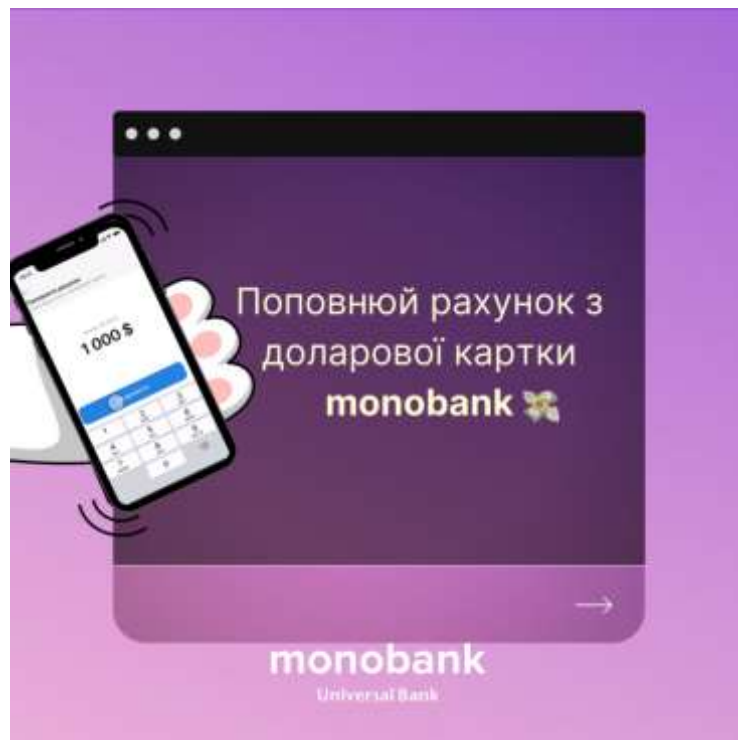 Поповнюй рахунок з
доларової картки
monobank 💸
1 000 $
monobank
Universal Bank